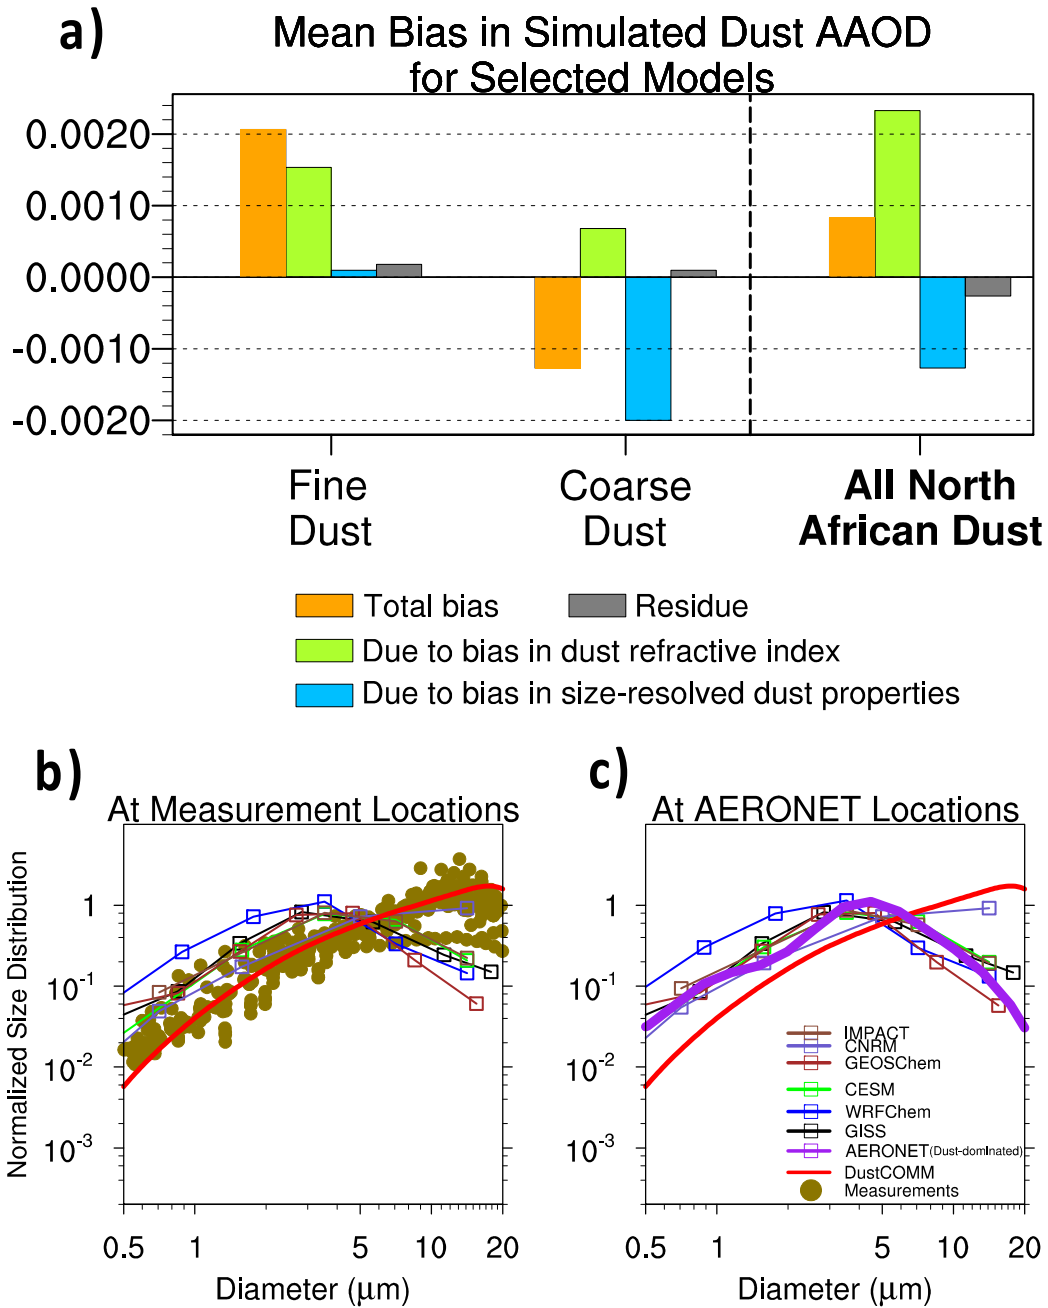 a)
Mean Bias in Simulated Dust AAOD
for Selected Models
0.0020
0.0010
0.0000
-0.0010
-0.0020
Fine
Dust
Coarse
Dust
All North
African Dust
Total bias
Residue
Due to bias in dust refractive index
Due to bias in size-resolved dust properties
b)
At Measurement Locations
Normalized Size Distribution
1
10⁻¹
10⁻²
10⁻³
0.5 1 5 10 20
Diameter (μm)
c)
At AERONET Locations
1
10⁻¹
10⁻²
10⁻³
IMPACT
CNRM
GEOSChem
CESM
WRFChem
GISS
AERONET(Dust-dominated)
DustCOMM
Measurements
0.5 1 5 10 20
Diameter (μm)